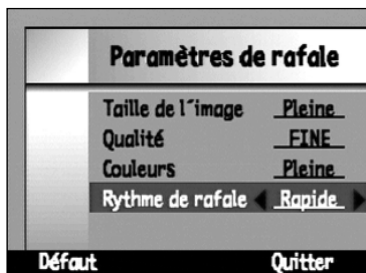 Paramètres de rafale
Taille de l´image Pleine
Qualité FINE
Couleurs Pleine
Rythme de rafale Rapide
Défaut Quitter